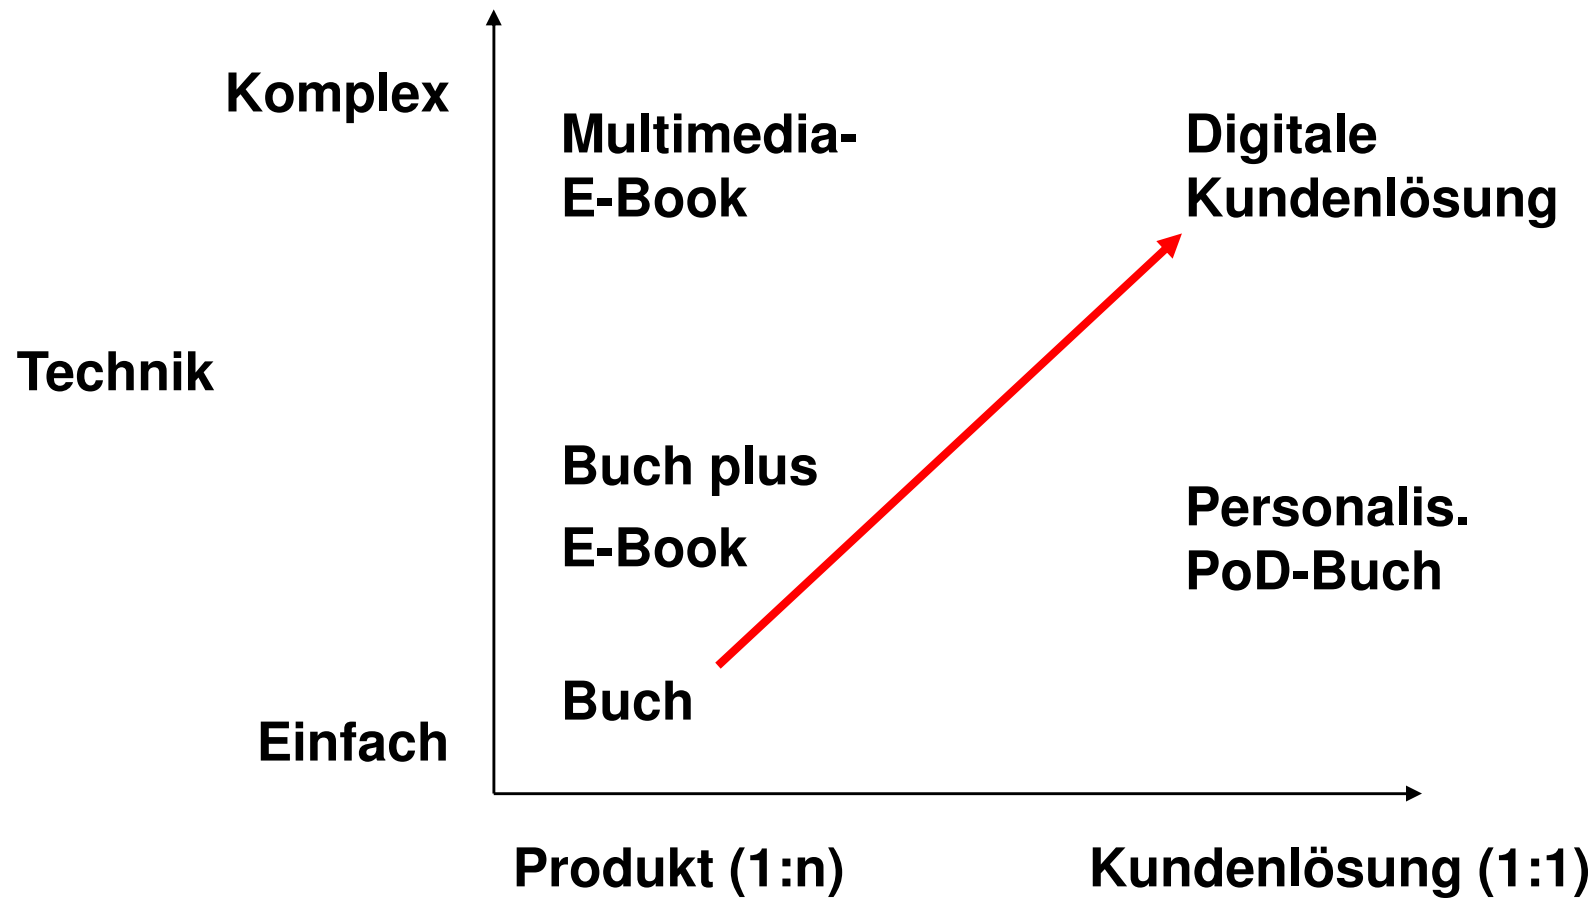 Komplex
Multimedia-
E-Book
Digitale
Kundenlösung
Technik
Buch plus
E-Book
Personalis.
PoD-Buch
Buch
Einfach
Produkt (1:n)
Kundenlösung (1:1)